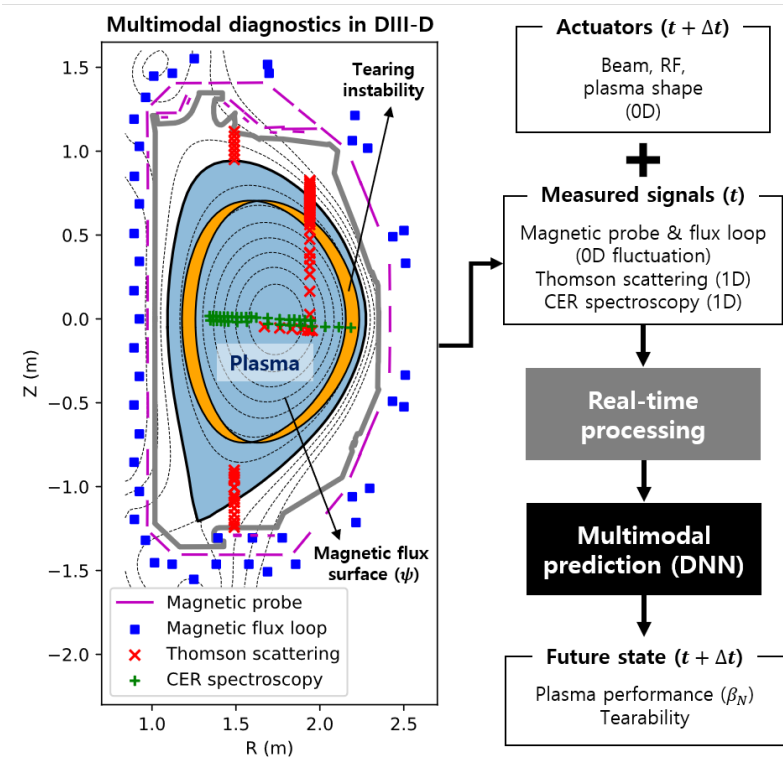 Multimodal diagnostics in DIII-D
1.5
1.0
0.5
0.0
−0.5
−1.0
−1.5
−2.0
Z (m)
1.0
1.5
2.0
2.5
R (m)
Tearing
instability
Plasma
Magnetic flux
surface (ψ)
Magnetic probe
Magnetic flux loop
Thomson scattering
CER spectroscopy
Actuators (t + Δt)
Beam, RF,
plasma shape
(0D)
+
Measured signals (t)
Magnetic probe & flux loop
(0D fluctuation)
Thomson scattering (1D)
CER spectroscopy (1D)
Real-time
processing
Multimodal
prediction (DNN)
Future state (t + Δt)
Plasma performance (β_N)
Tearability